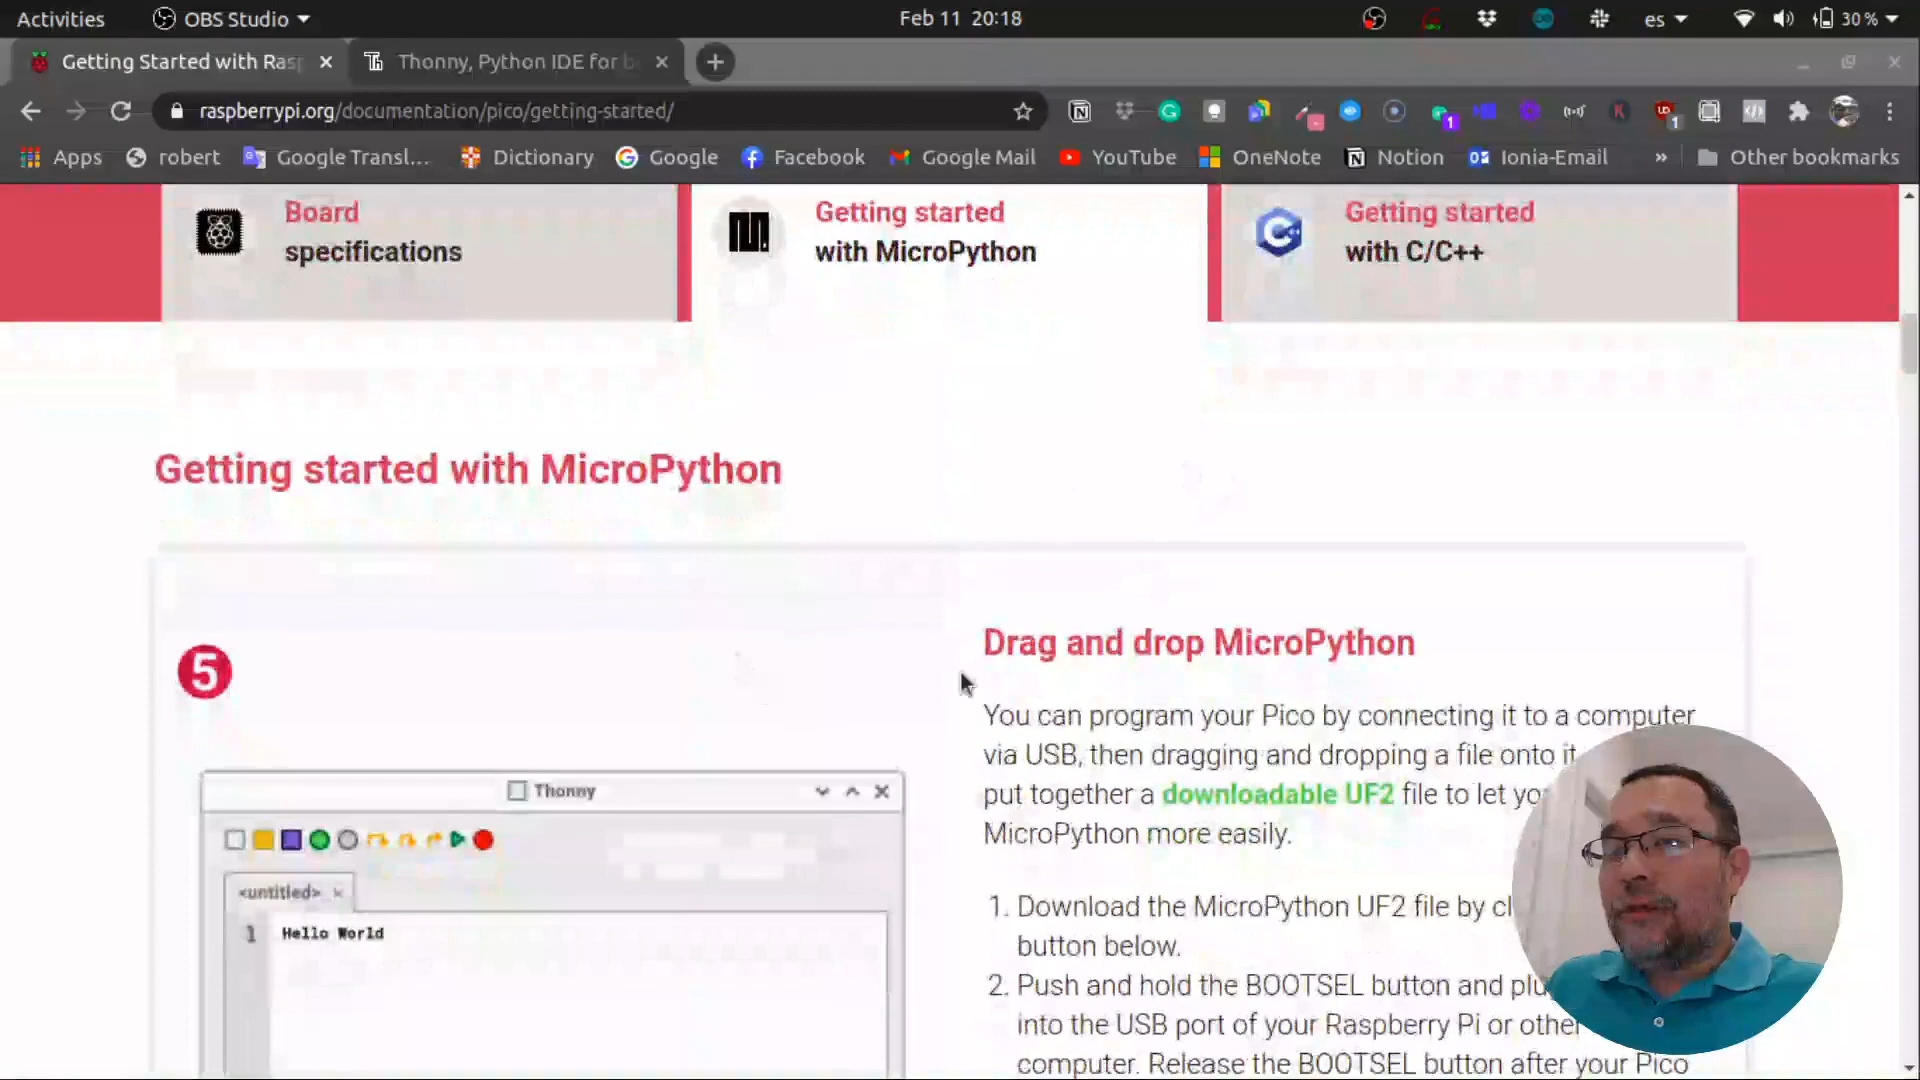 Activities
OBS Studio
Feb 11 20:18
es
30 %
Getting Started with Ras
Thonny, Python IDE for b
raspberrypi.org/documentation/pico/getting-started/
1
1
Apps
robert
Google Transl...
Dictionary
Google
Facebook
Google Mail
YouTube
OneNote
Notion
Ionia-Email
»
Other bookmarks
Board
specifications
Getting started
with MicroPython
Getting started
with C/C++
Getting started with MicroPython
5
Thonny
<untitled> ×
1 Hello World
Drag and drop MicroPython
You can program your Pico by connecting it to a computer
via USB, then dragging and dropping a file onto it
put together a downloadable UF2 file to let yo
MicroPython more easily.
1. Download the MicroPython UF2 file by cl
button below.
2. Push and hold the BOOTSEL button and plu
into the USB port of your Raspberry Pi or other
computer. Release the BOOTSEL button after your Pico